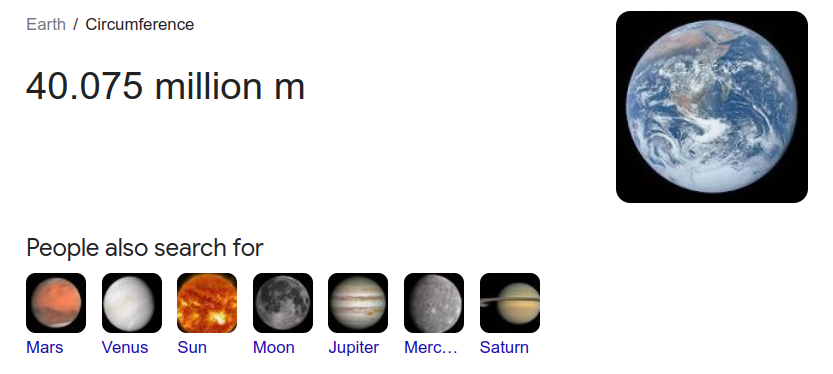 Earth / Circumference
40.075 million m
People also search for
Mars Venus Sun Moon Jupiter Merc... Saturn